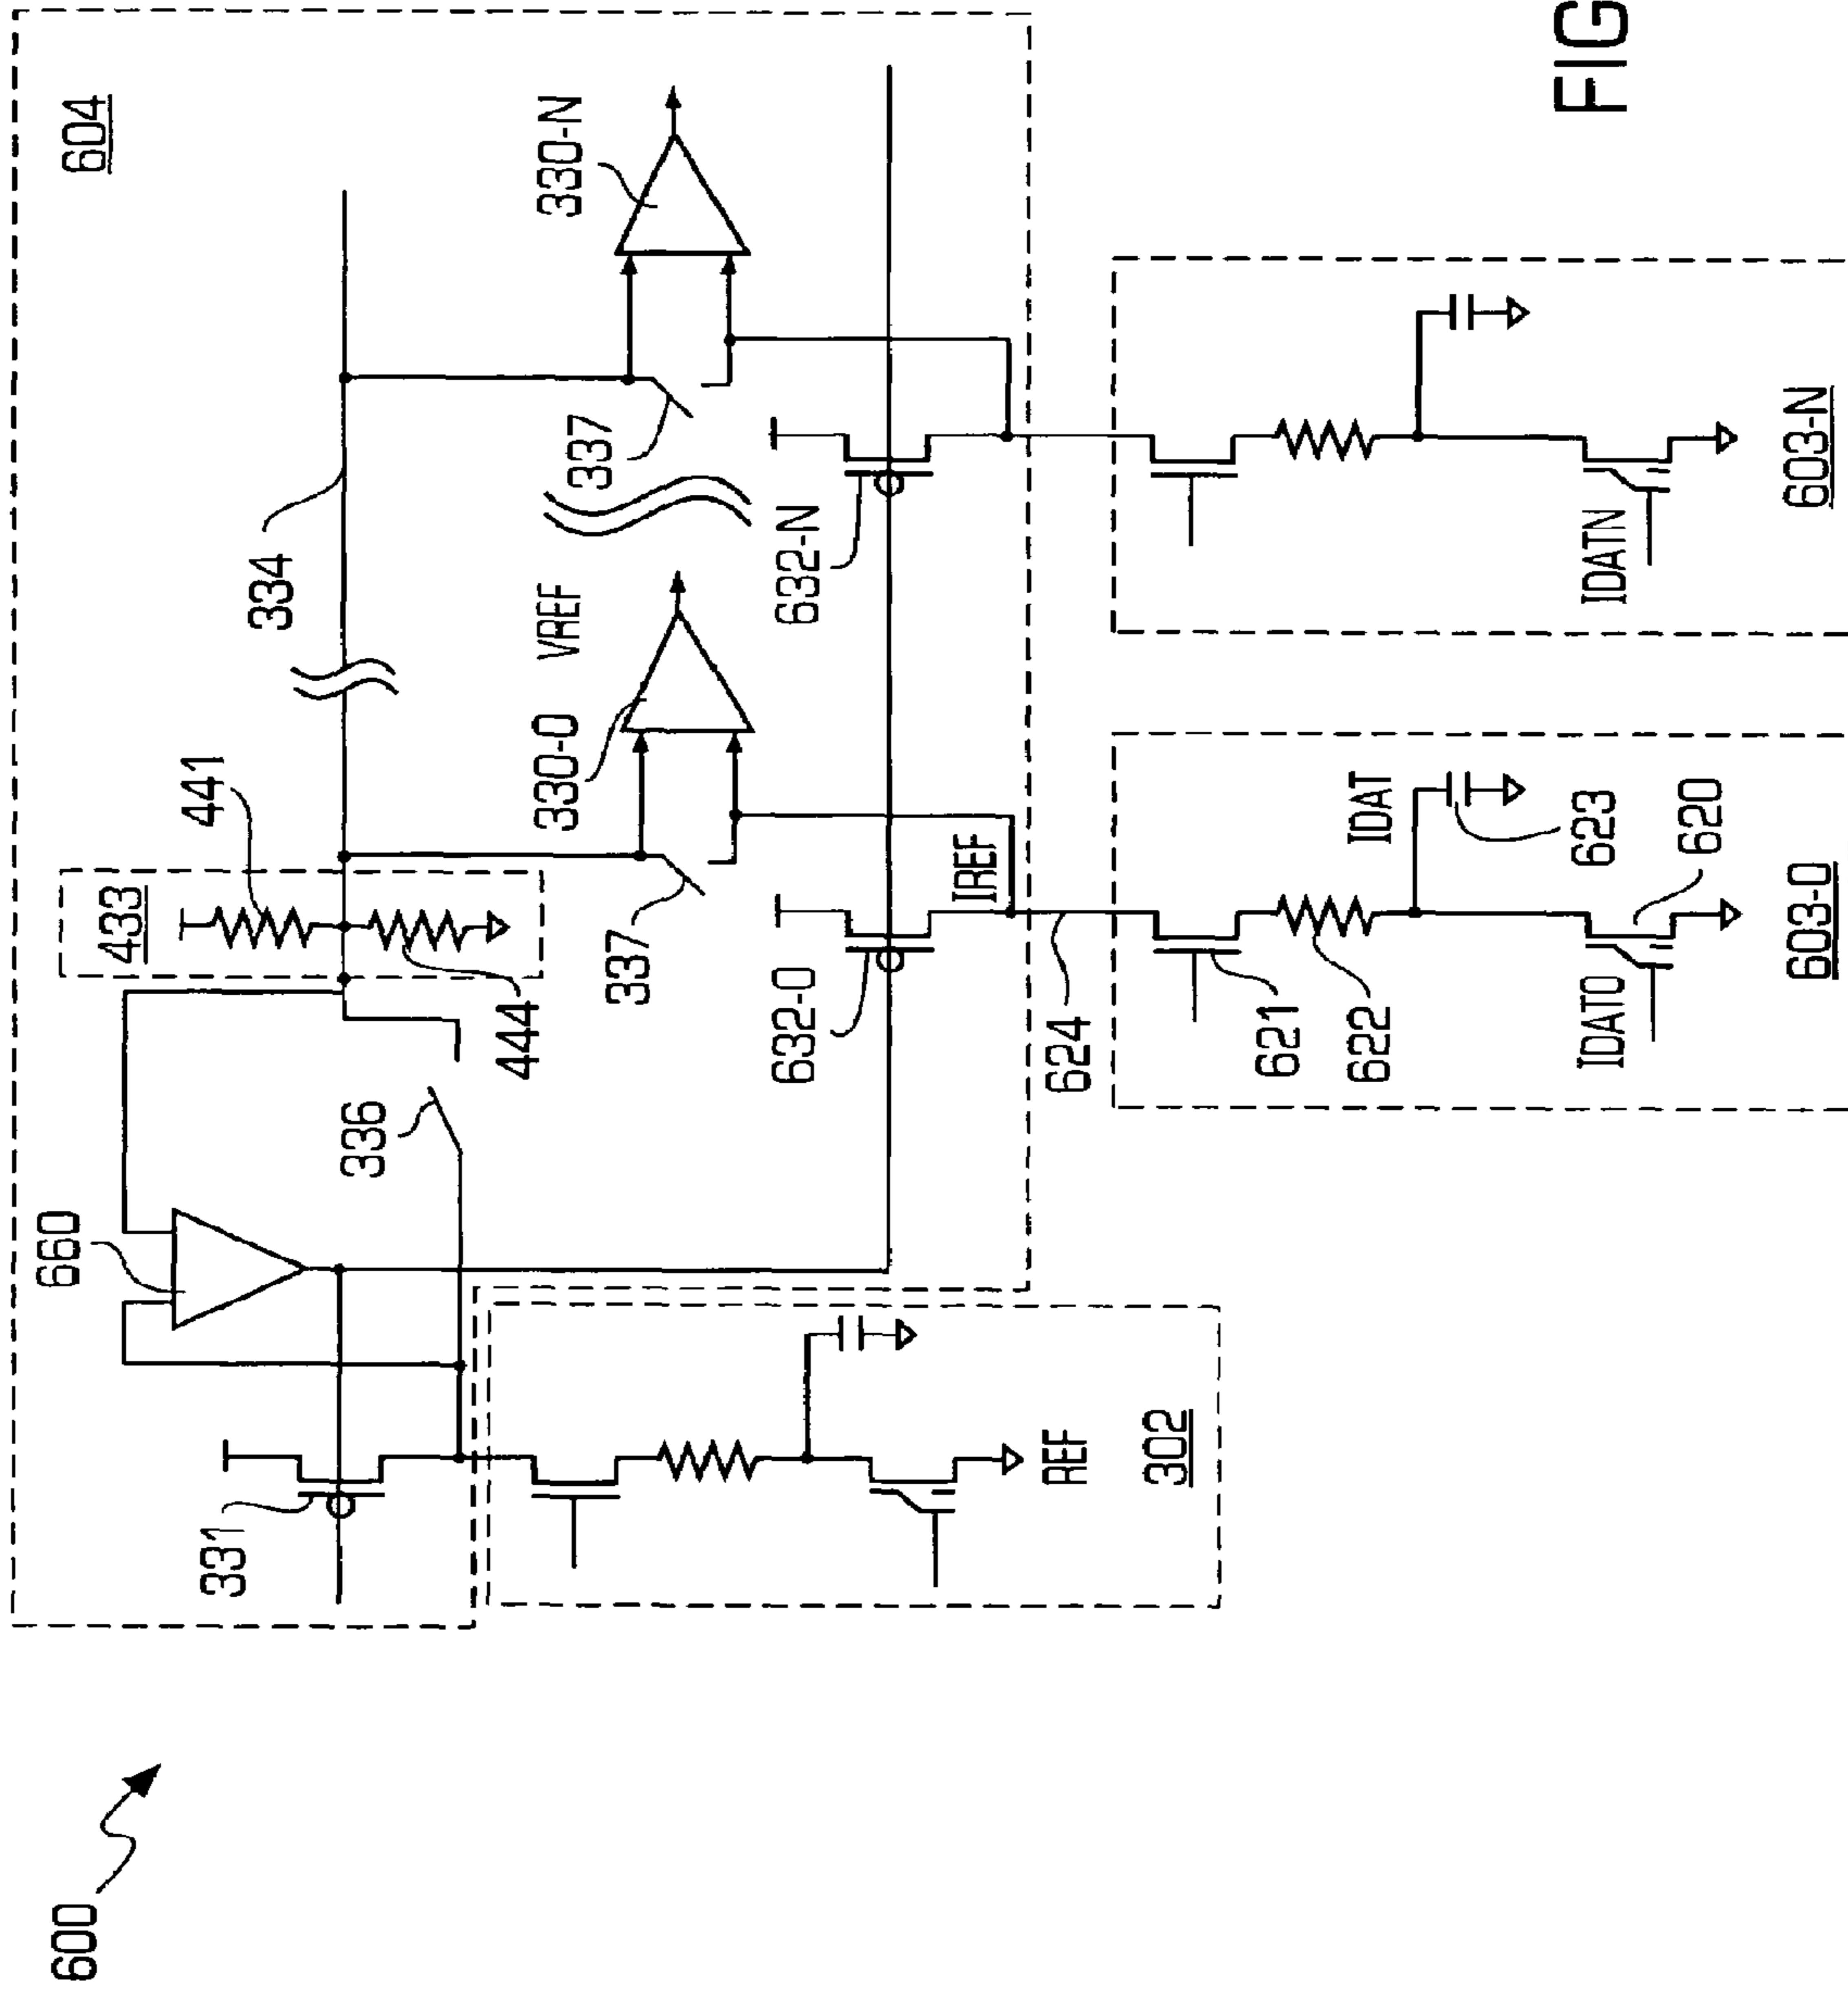 600
660
604
433
441
331
334
336
444
330-0
VREF
330-N
337
337
632-0
632-N
IREF
REF
624
302
621
622
IDAT
FIG
623
IDAT0
IDATN
620
603-0
603-N